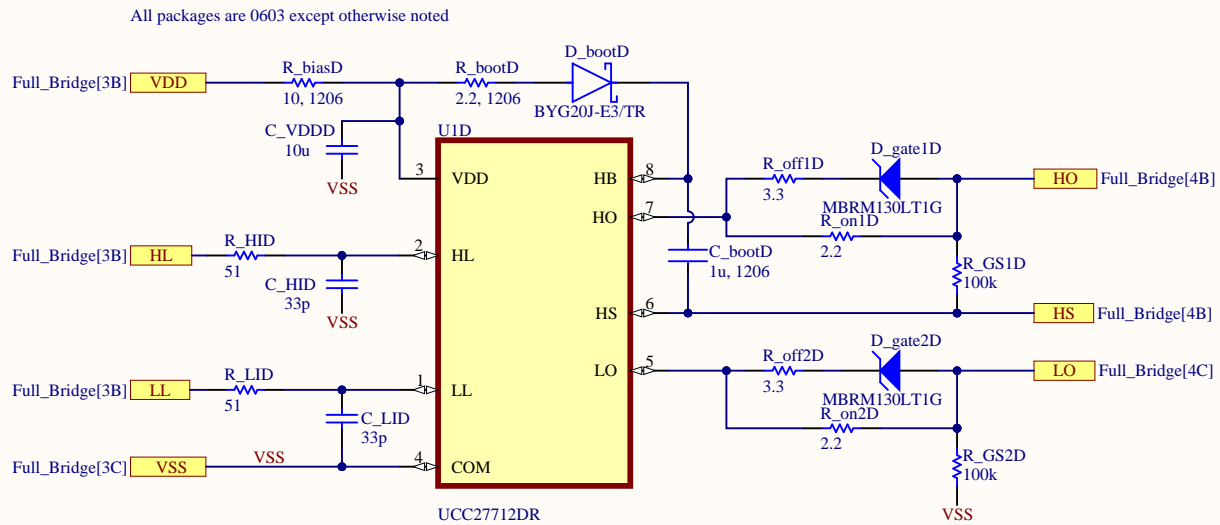 All packages are 0603 except otherwise noted
D_bootD
R_biasD
R_bootD
Full_Bridge[3B]
VDD
10, 1206
2.2, 1206
BYG20J-E3/TR
C_VDDD
10u
VSS
U1D
3
VDD
HB
8
HO
7
D_gate1D
R_off1D
3.3
MBRM130LT1G
R_on1D
2.2
HO
Full_Bridge[4B]
R_HID
Full_Bridge[3B]
HL
51
2
HL
C_HID
33p
VSS
C_bootD
1u, 1206
R_GS1D
100k
HS
6
HS
Full_Bridge[4B]
D_gate2D
R_off2D
3.3
LO
5
MBRM130LT1G
R_on2D
2.2
LO
Full_Bridge[4C]
R_LID
Full_Bridge[3B]
LL
51
1
LL
C_LID
33p
Full_Bridge[3C]
VSS
VSS
4
COM
R_GS2D
100k
VSS
UCC27712DR